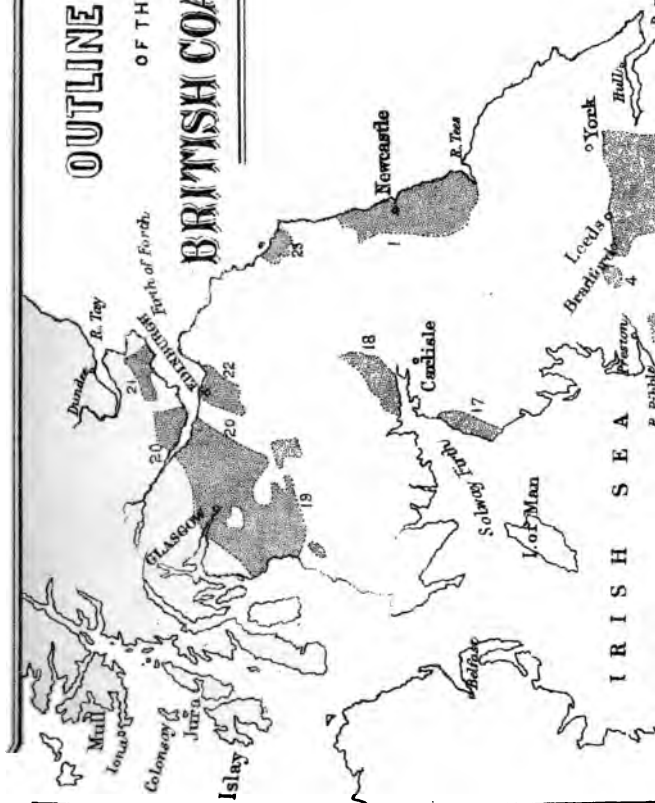 OUTLINE
OF TH
BRITISH COA
Dundee
R. Tay
Firth of Forth
EDINBURGH
21
20
22
20
GLASGOW
19
23
Mull
Iona
Colonsay
Jura
Islay
Newcastle
1
R. Tees
18
Carlisle
17
Solway Firth
I. of Man
Belfast
IRISH SEA
York
Hull
Leeds
Bradford
4
Preston
R. Ribble